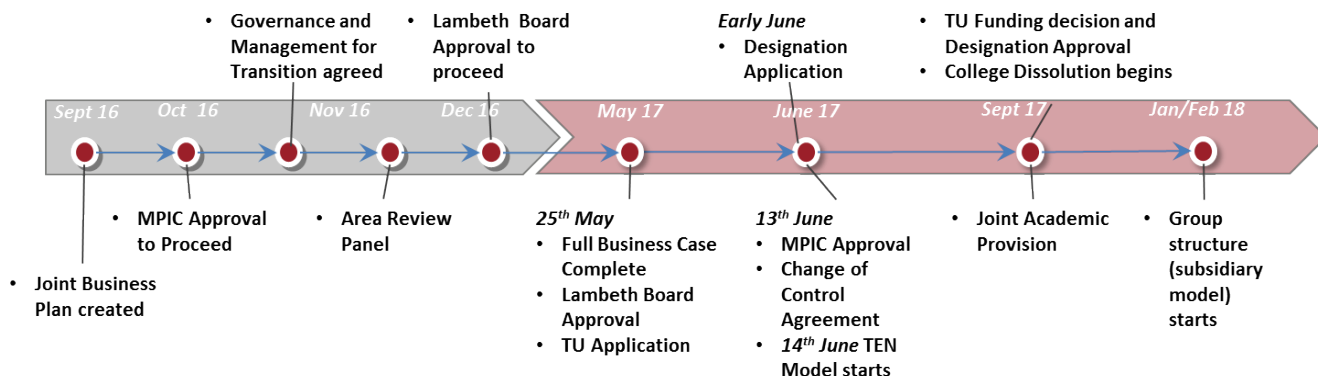 • Governance and
Management for
Transition agreed
• Lambeth Board
Approval to
proceed
Early June
• Designation
Application
• TU Funding decision and
Designation Approval
• College Dissolution begins
Sept 16
Oct 16
Nov 16
Dec 16
May 17
June 17
Sept 17
Jan/Feb 18
• Joint Business
Plan created
• MPIC Approval
to Proceed
• Area Review
Panel
25th May
• Full Business Case
Complete
• Lambeth Board
Approval
• TU Application
13th June
• MPIC Approval
• Change of
Control
Agreement
• 14th June TEN
Model starts
• Joint Academic
Provision
• Group
structure
(subsidiary
model)
starts